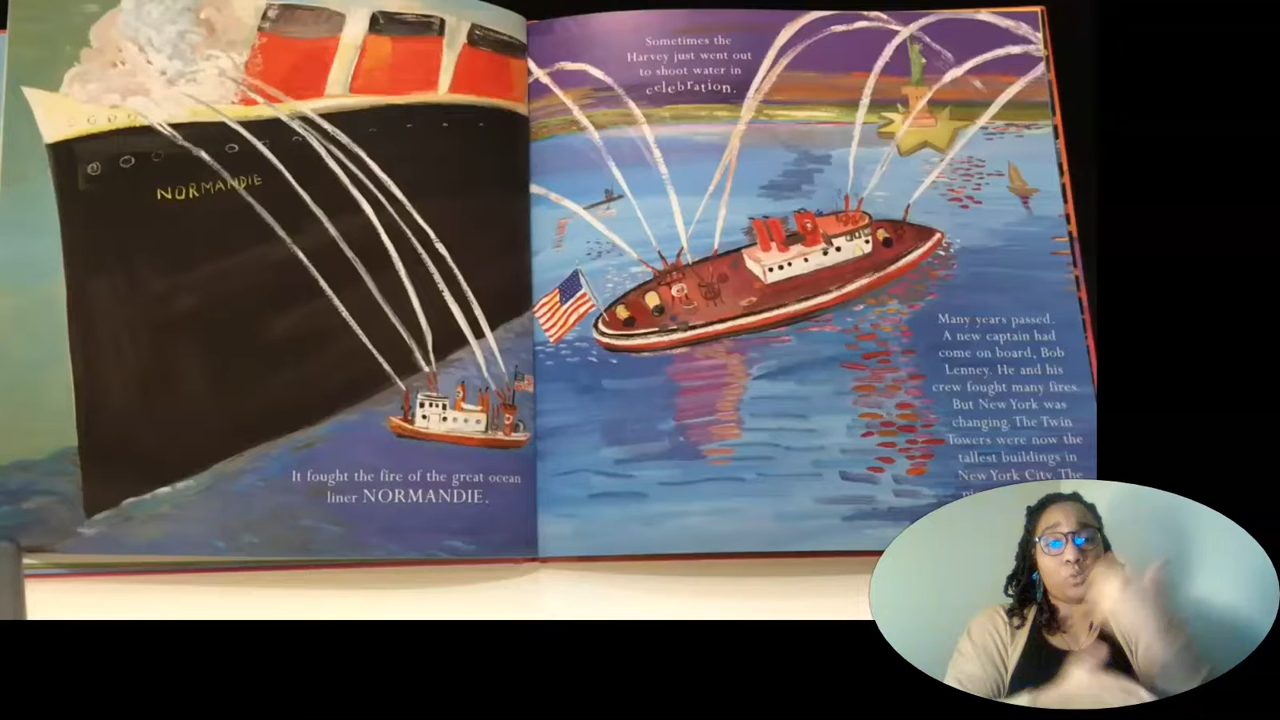 NORMANDIE
It fought the fire of the great ocean
liner NORMANDIE.
Sometimes the
Harvey just went out
to shoot water in
celebration.
Many years passed.
A new captain had
come on board, Bob
Lenney. He and his
crew fought many fires.
But New York was
changing. The Twin
Towers were now the
tallest buildings in
New York City. The